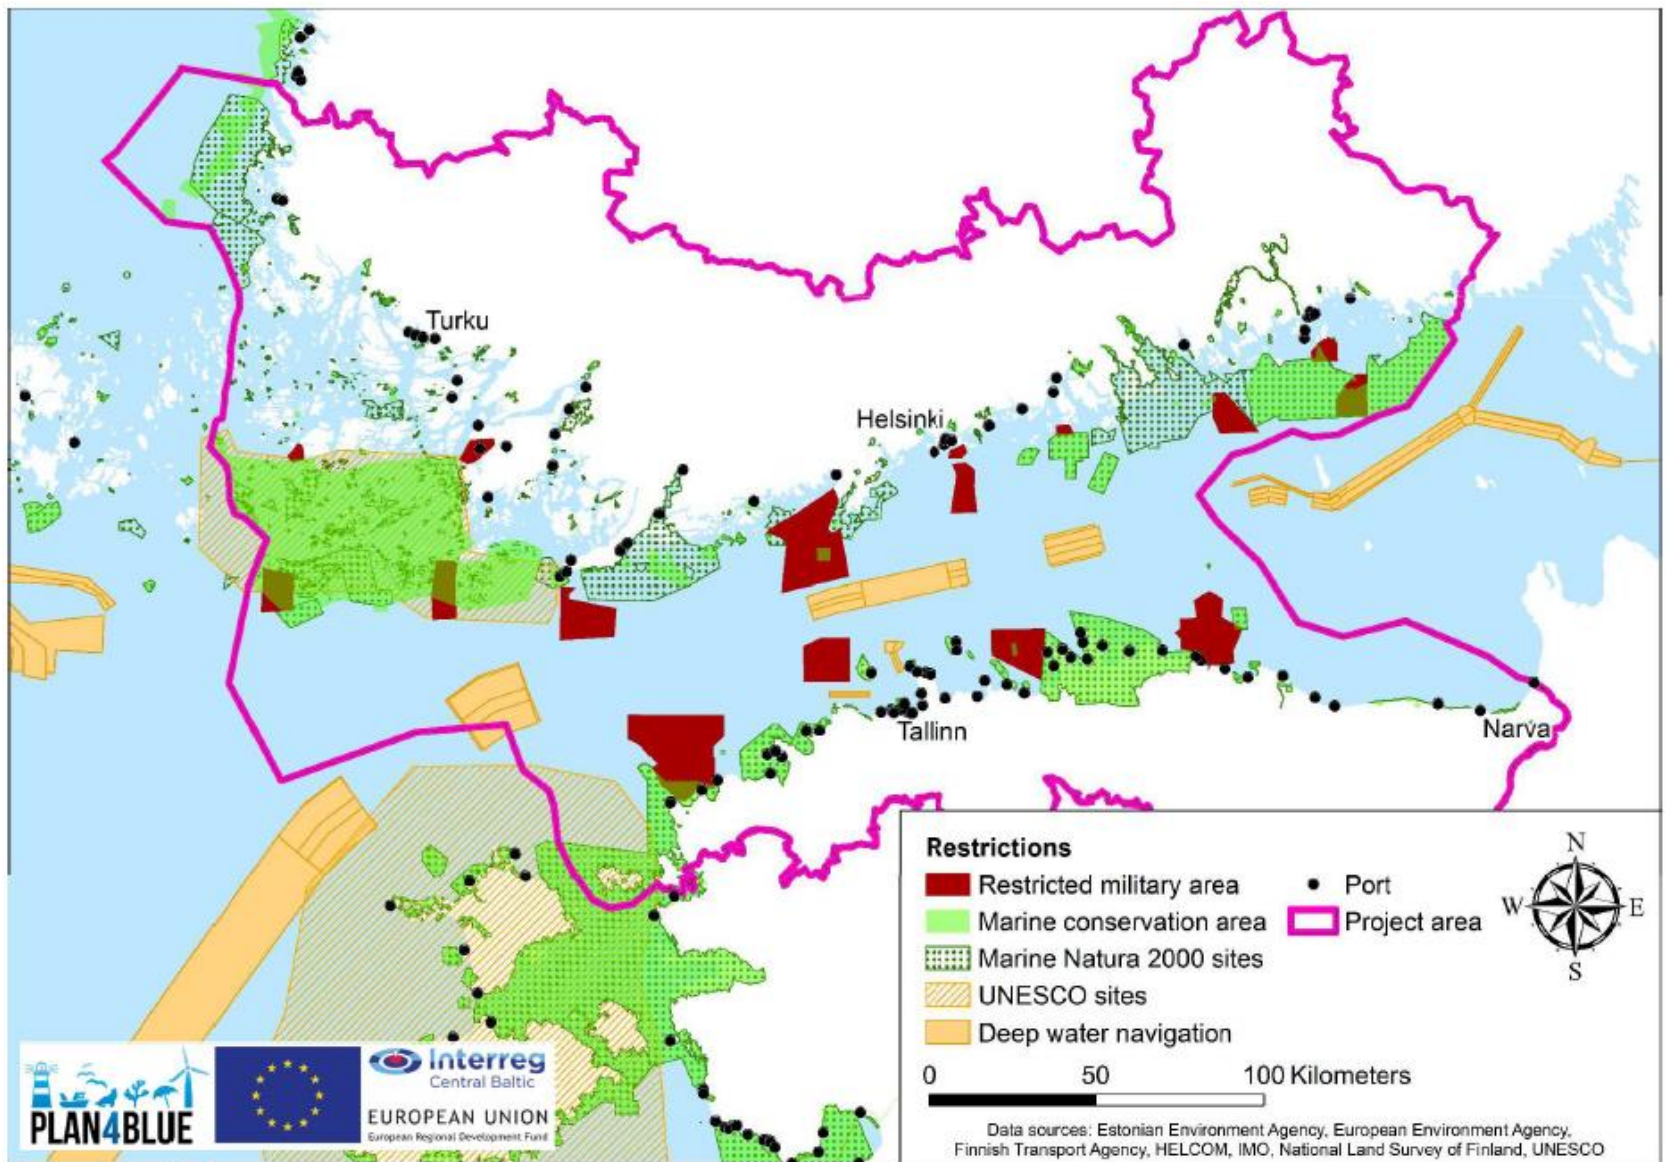 Turku
Helsinki
Tallinn
Narva
Restrictions
Restricted military area
Marine conservation area
Marine Natura 2000 sites
UNESCO sites
Deep water navigation
Port
Project area
N
W
E
S
0 50 100 Kilometers
Data sources: Estonian Environment Agency, European Environment Agency,
Finnish Transport Agency, HELCOM, IMO, National Land Survey of Finland, UNESCO
PLAN4BLUE
Interreg
Central Baltic
EUROPEAN UNION
European Regional Development Fund